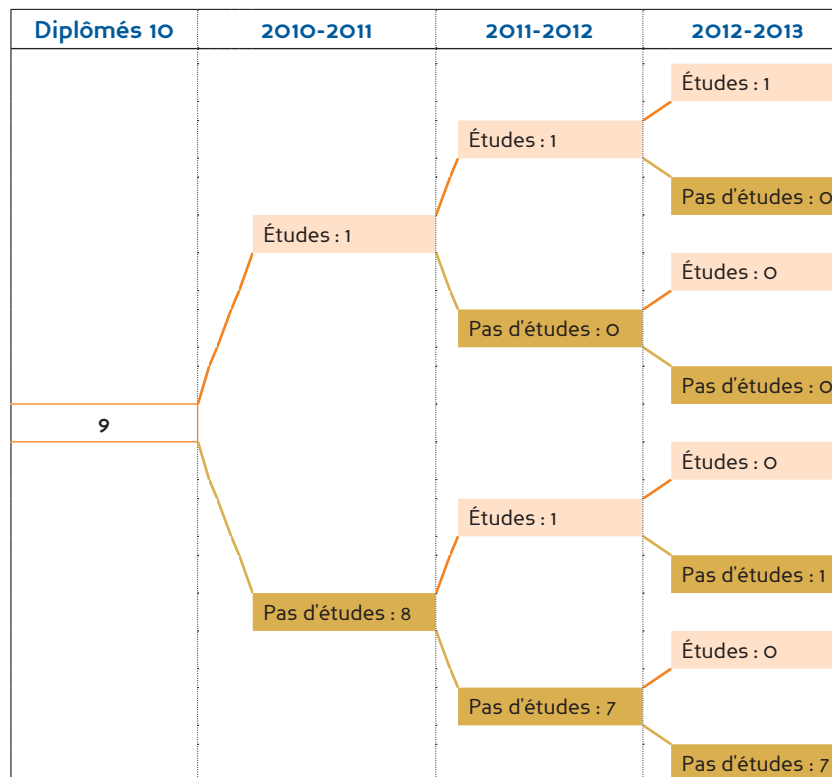 Diplômés 10 2010-2011 2011-2012 2012-2013
Études : 1
Études : 1
Pas d'études : 0
Études : 1
Études : 0
Pas d'études : 0
Pas d'études : 0
9
Études : 0
Études : 1
Pas d'études : 1
Pas d'études : 8
Études : 0
Pas d'études : 7
Pas d'études : 7